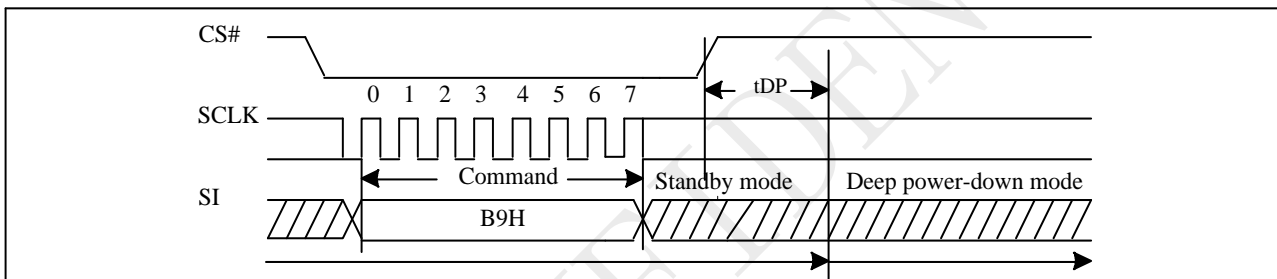 CS#
tDP
0 1 2 3 4 5 6 7
SCLK
Command
Standby mode
Deep power-down mode
SI
B9H